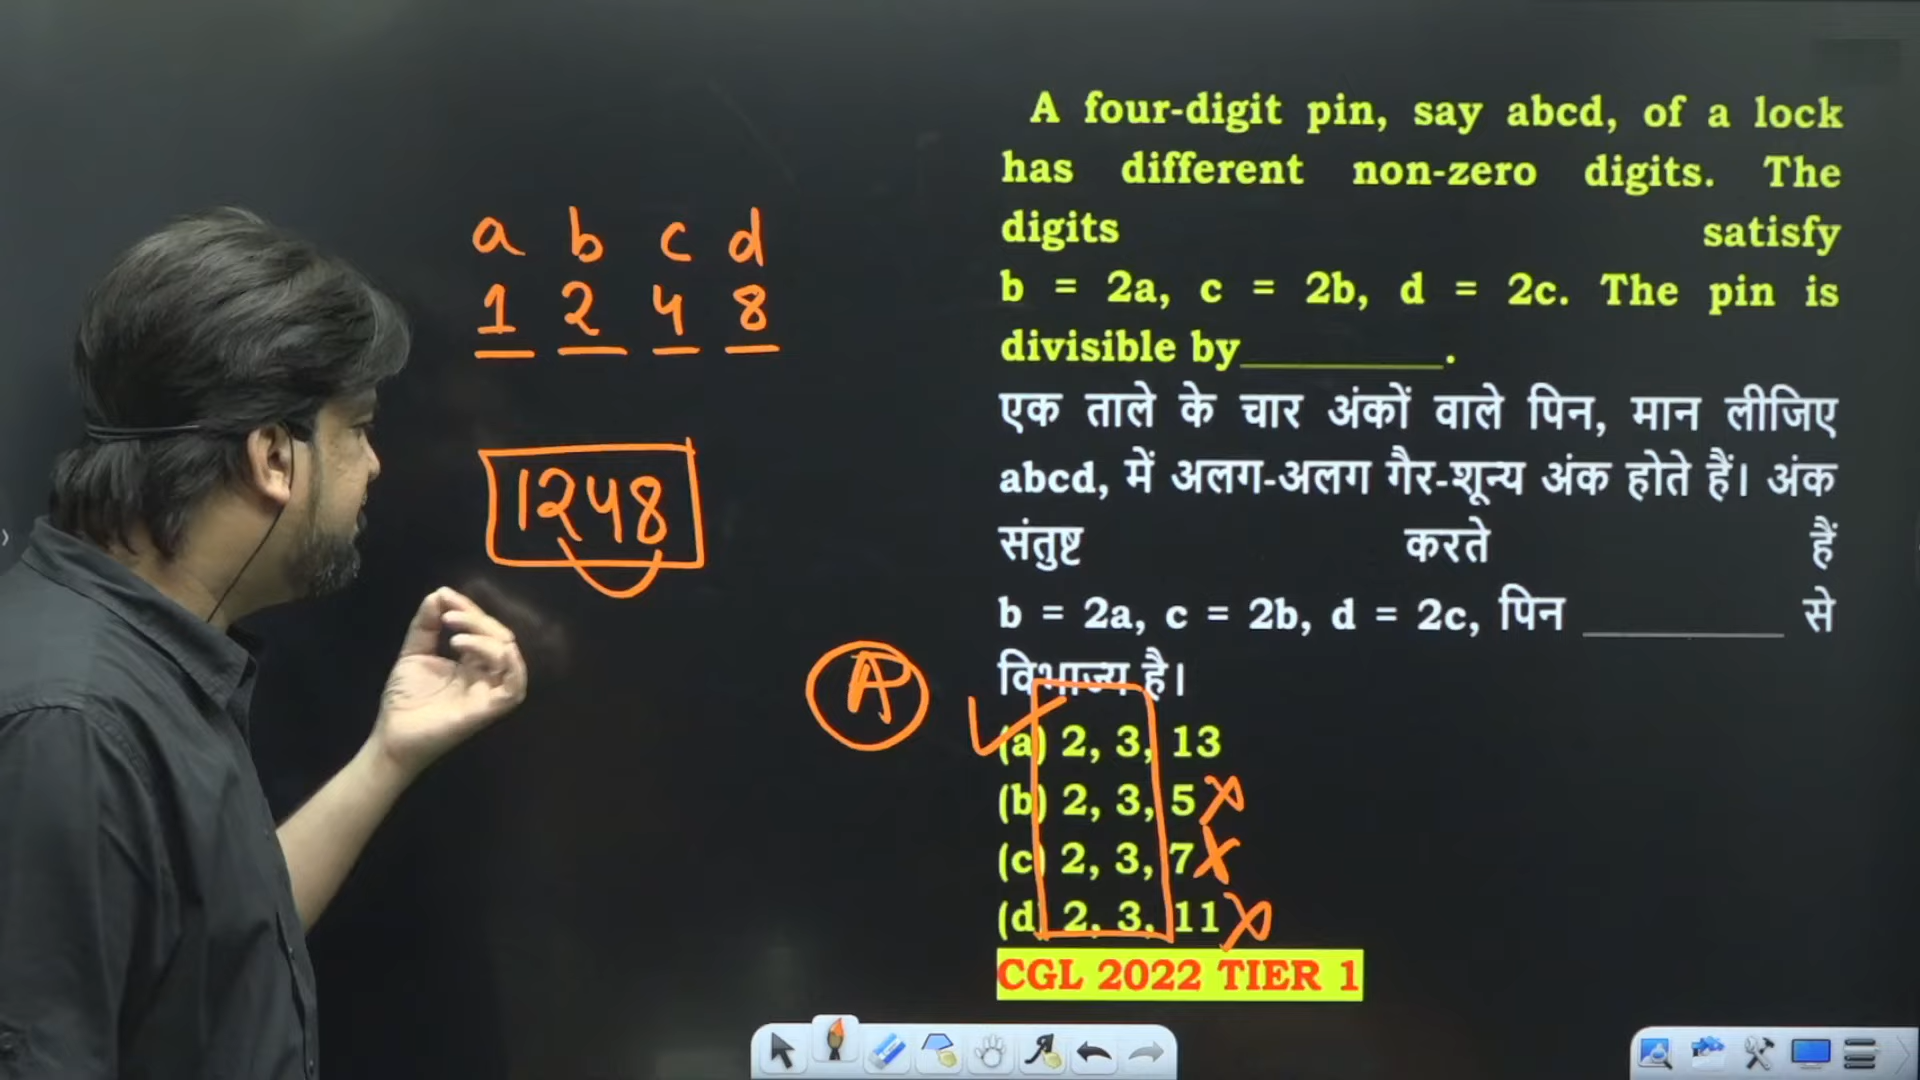 A four-digit pin, say abcd, of a lock
has different non-zero digits. The
digits satisfy
b = 2a, c = 2b, d = 2c. The pin is
divisible by_________.
एक ताले के चार अंकों वाले पिन, मान लीजिए
abcd, में अलग-अलग गैर-शून्य अंक होते हैं। अंक
संतुष्ट करते हैं
b = 2a, c = 2b, d = 2c, पिन _________ से
विभाज्य है।
(a) 2, 3, 13
(b) 2, 3, 5
(c) 2, 3, 7
(d) 2, 3, 11
CGL 2022 TIER 1
a b c d
1 2 4 8
1248
A